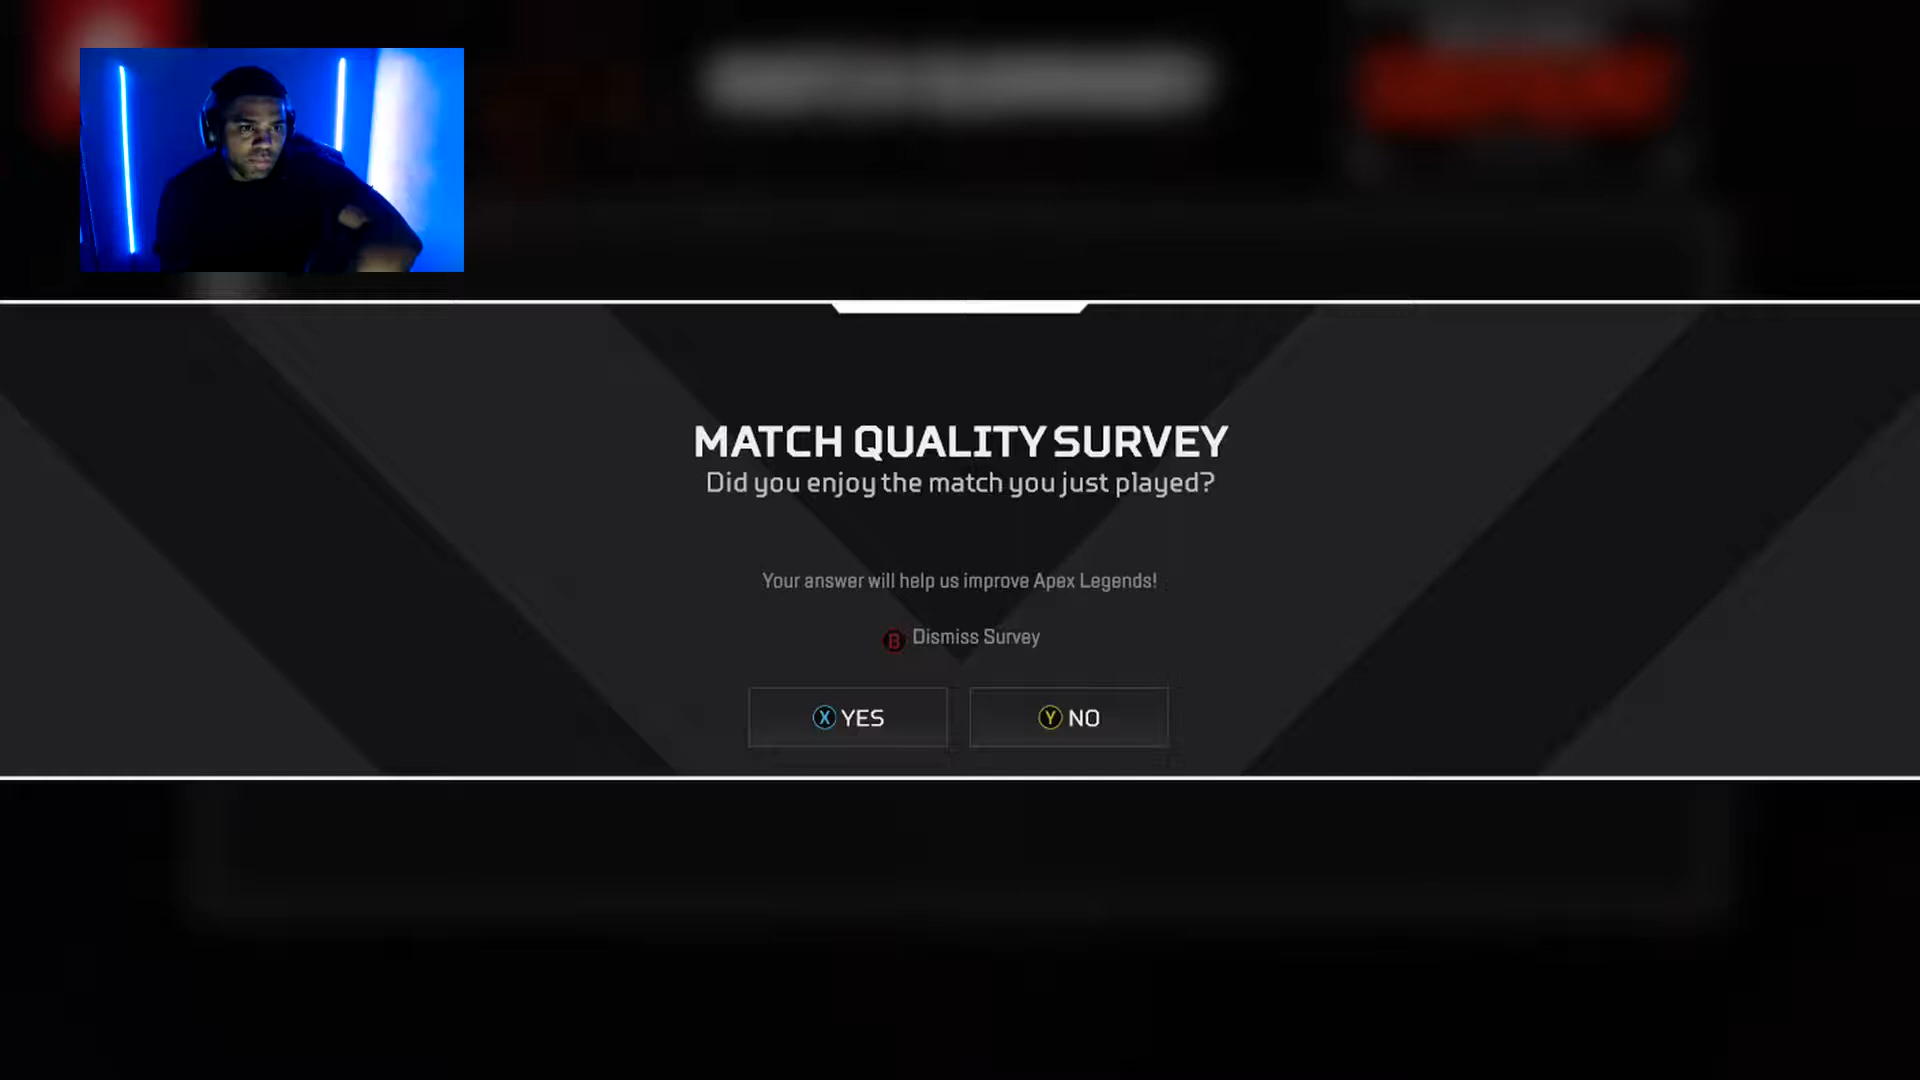 MATCH QUALITY SURVEY
Did you enjoy the match you just played?
Your answer will help us improve Apex Legends!
B Dismiss Survey
X YES
Y NO